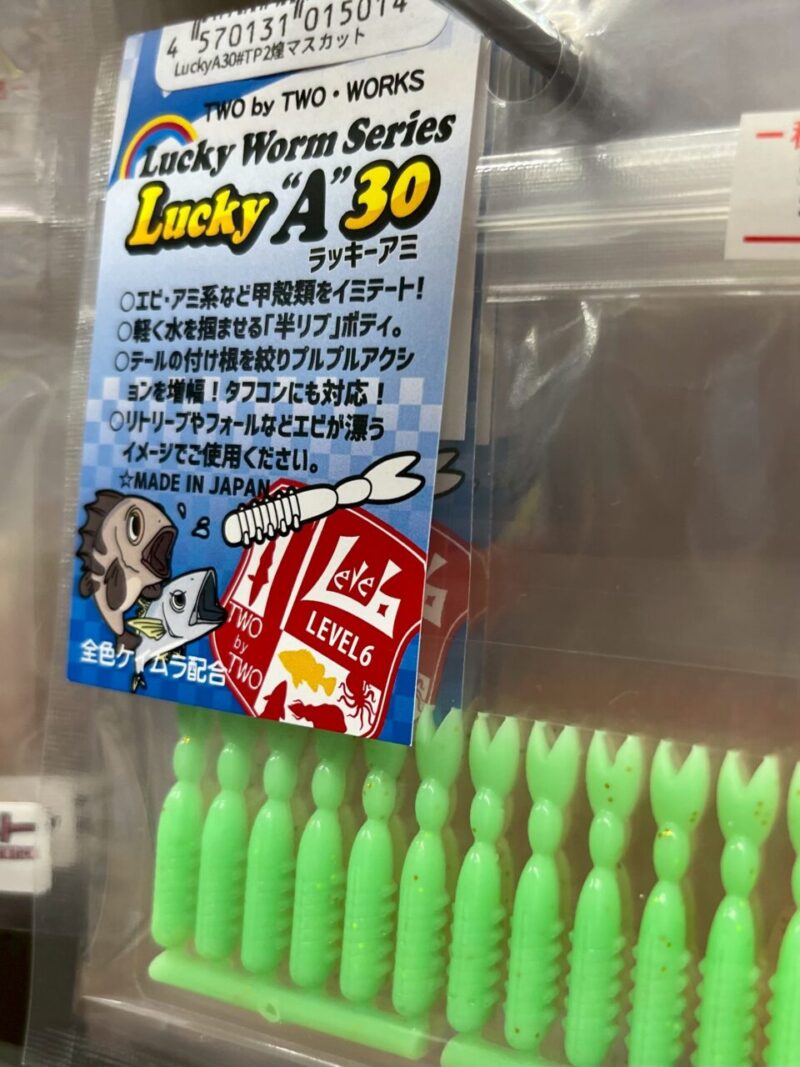 4 570131 015014
LuckyA30#TP2煌マスカット
TWO by TWO・WORKS
Lucky Worm Series
Lucky "A" 30
ラッキーアミ
○エビ・アミ系など甲殻類をイミテート!
○軽く水を掴ませる「半リブ」ボディ。
○テールの付け根を絞りプルプルアクシ
ョンを増幅!タフコンにも対応!
○リトリーブやフォールなどエビが漂う
イメージでご使用ください。
☆MADE IN JAPAN
Level6
LEVEL6
TWO
by
TWO
全色ケイムラ配合